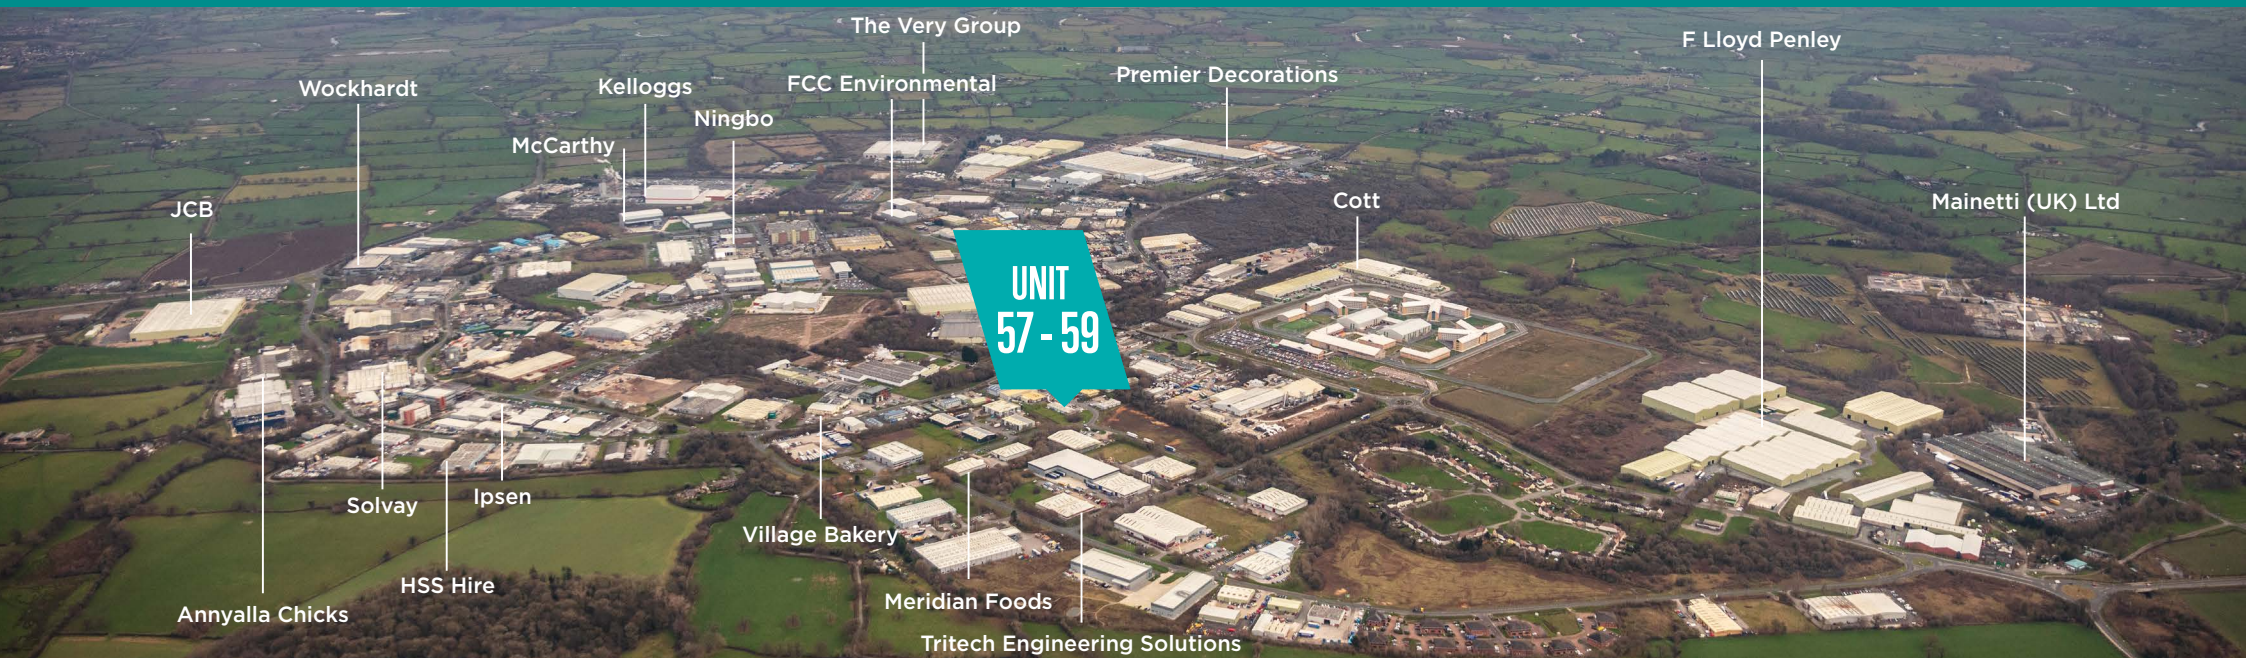 The Very Group
F Lloyd Penley
Premier Decorations
FCC Environmental
Kelloggs
Wockhardt
Ningbo
McCarthy
Cott
Mainetti (UK) Ltd
JCB
UNIT
57 - 59
Solvay
Ipsen
Village Bakery
HSS Hire
Meridian Foods
Annyalla Chicks
Tritech Engineering Solutions